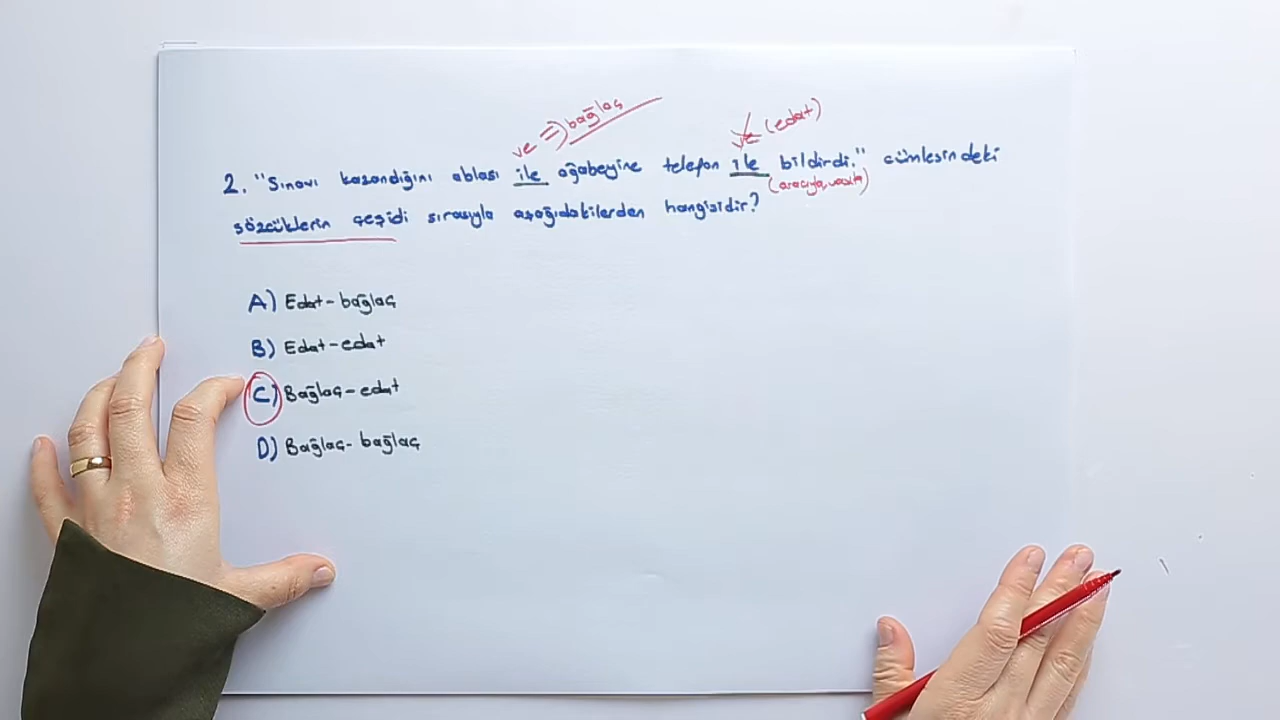 ve => bağlaç
ve (edat)
2. "Sınavı kazandığını ablası ile ağabeyine telefon ile bildirdi." cümlesindeki
(aracıyla, vasıta)
sözcüklerin çeşidi sırasıyla aşağıdakilerden hangisidir?
A) Edat-bağlaç
B) Edat-edat
C) Bağlaç-edat
D) Bağlaç-bağlaç